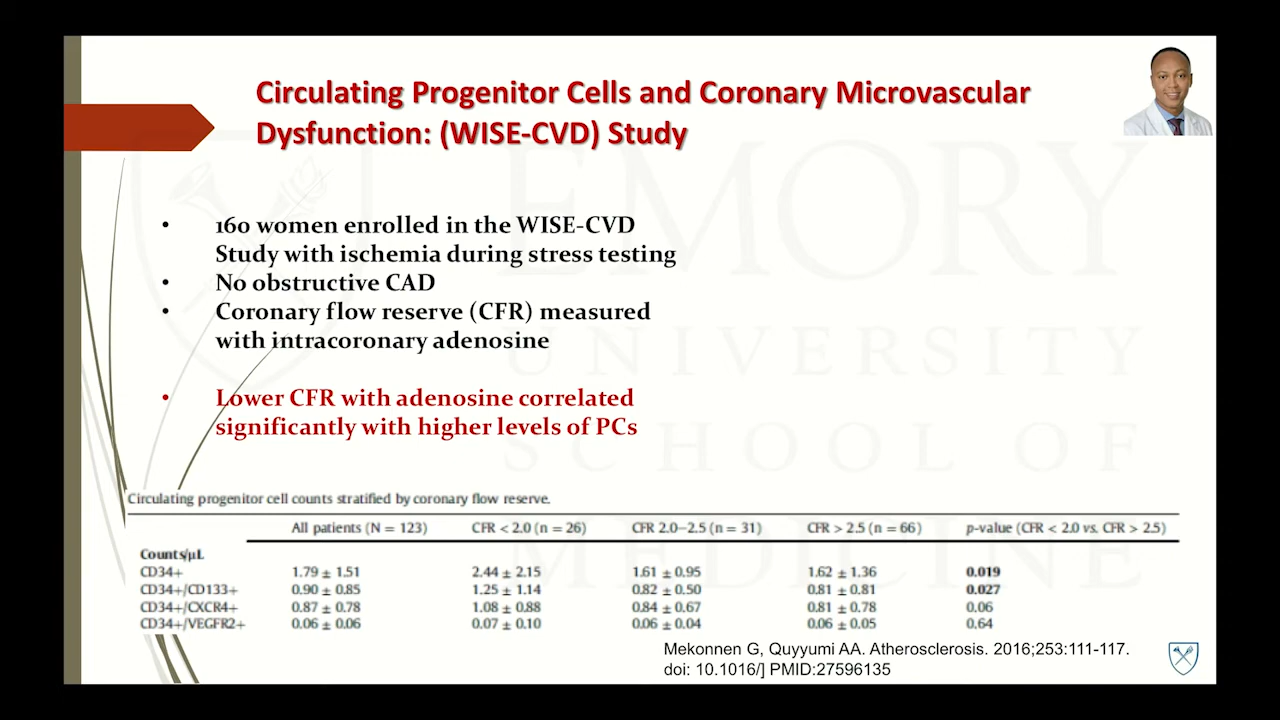 Circulating Progenitor Cells and Coronary Microvascular
Dysfunction: (WISE-CVD) Study
• 160 women enrolled in the WISE-CVD
Study with ischemia during stress testing
• No obstructive CAD
• Coronary flow reserve (CFR) measured
with intracoronary adenosine
• Lower CFR with adenosine correlated
significantly with higher levels of PCs
EMORY
UNIVERSITY
SCHOOL OF
MEDICINE
Circulating progenitor cell counts stratified by coronary flow reserve.
All patients (N = 123) CFR < 2.0 (n = 26) CFR 2.0–2.5 (n = 31) CFR > 2.5 (n = 66) p-value (CFR < 2.0 vs. CFR > 2.5)
Counts/μL
CD34+ 1.79 ± 1.51 2.44 ± 2.15 1.61 ± 0.95 1.62 ± 1.36 0.019
CD34+/CD133+ 0.90 ± 0.85 1.25 ± 1.14 0.82 ± 0.50 0.81 ± 0.81 0.027
CD34+/CXCR4+ 0.87 ± 0.78 1.08 ± 0.88 0.84 ± 0.67 0.81 ± 0.78 0.06
CD34+/VEGFR2+ 0.06 ± 0.06 0.07 ± 0.10 0.06 ± 0.04 0.06 ± 0.05 0.64
Mekonnen G, Quyyumi AA. Atherosclerosis. 2016;253:111-117.
doi: 10.1016/] PMID:27596135